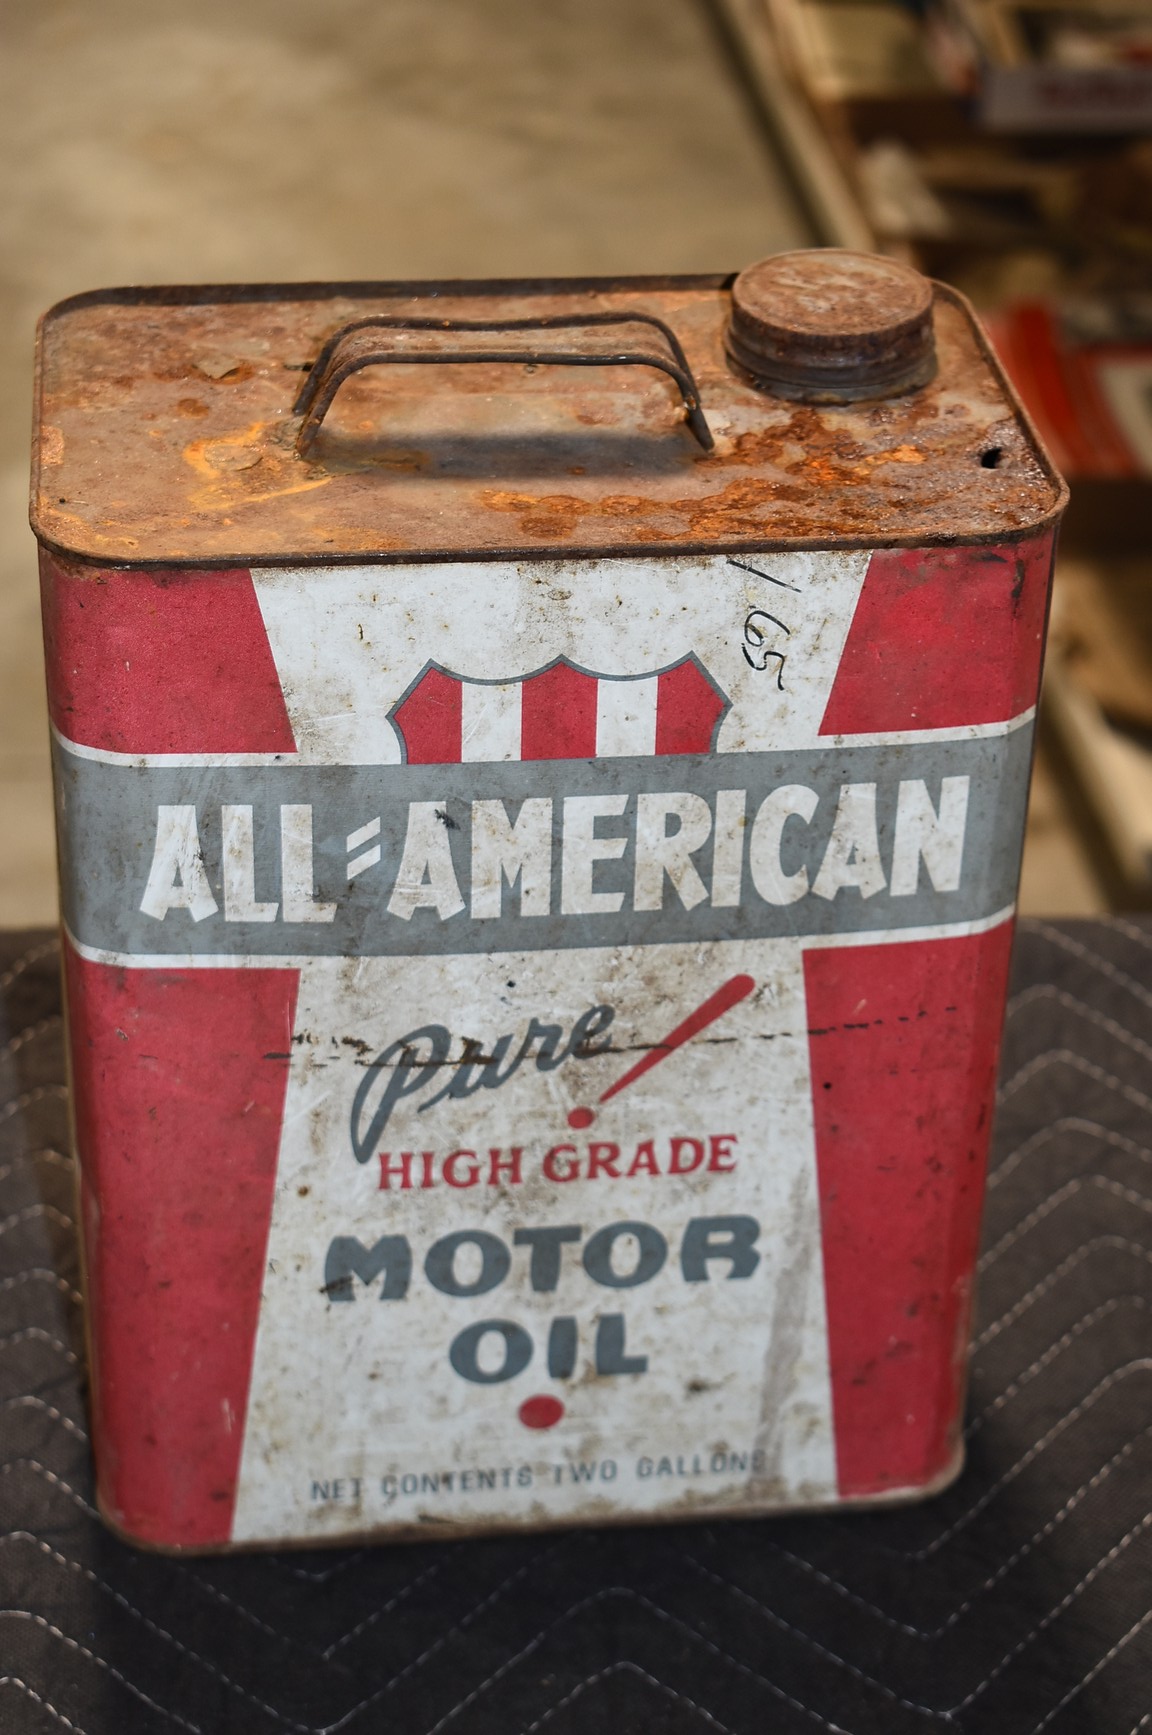 1 65
ALL-AMERICAN
Pure!
HIGH GRADE
MOTOR
OIL
NET CONTENTS TWO GALLONS